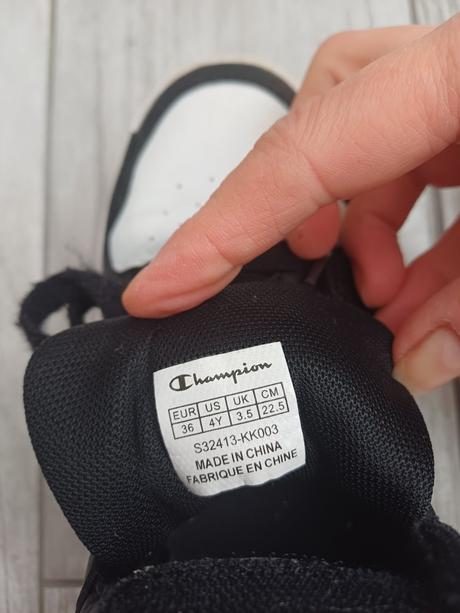 Champion
EUR US UK CM
36 4Y 3.5 22.5
S32413-KK003
MADE IN CHINA
FABRIQUE EN CHINE